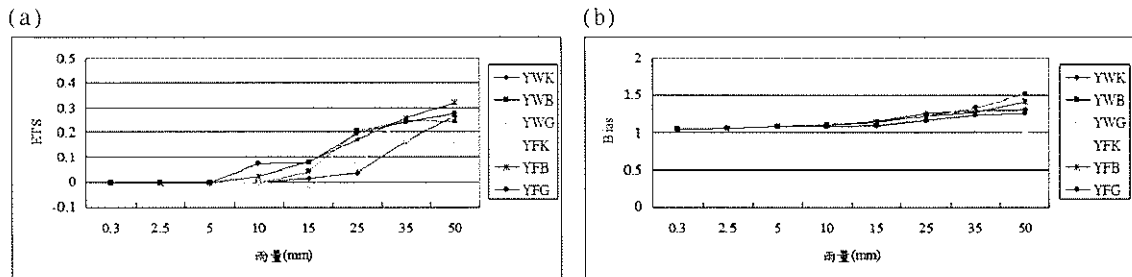 (a)
0.5
0.4
0.3
0.2
0.1
0
-0.1
ETS
0.3 2.5 5 10 15 25 35 50
雨量(mm)
YWK
YWB
YWG
YFK
YFB
YFG
(b)
2
1.5
1
0.5
0
Bias
0.3 2.5 5 10 15 25 35 50
雨量(mm)
YWK
YWB
YWG
YFK
YFB
YFG